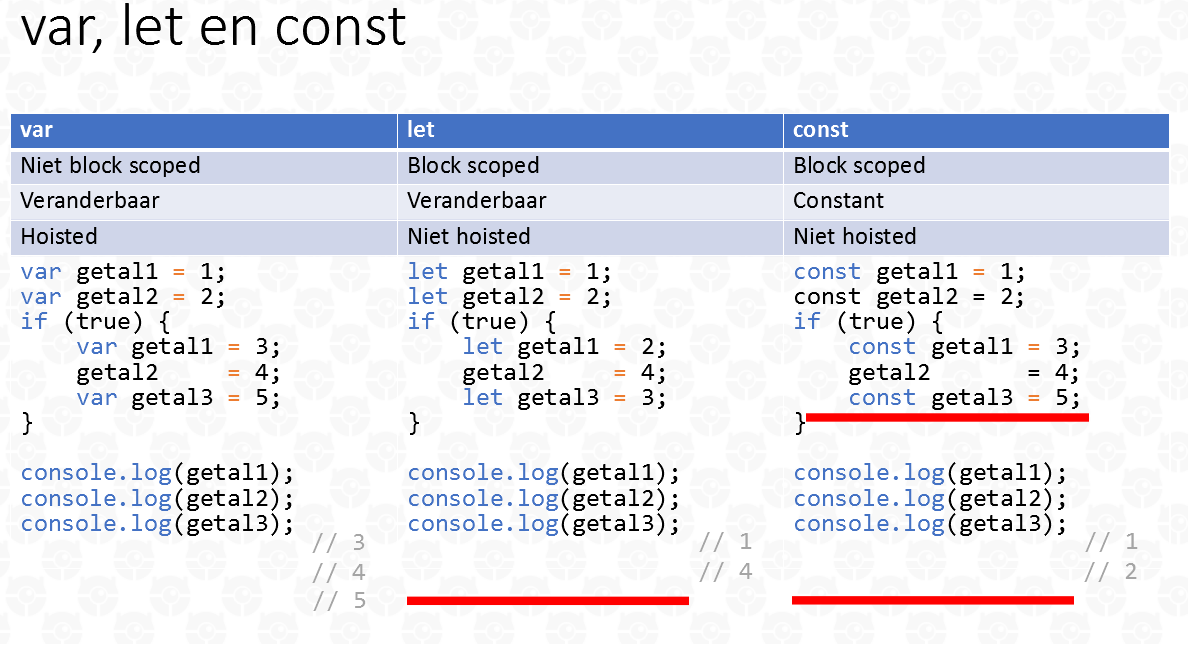 var, let en const
var let const
Niet block scoped Block scoped Block scoped
Veranderbaar Veranderbaar Constant
Hoisted Niet hoisted Niet hoisted
var getal1 = 1;
var getal2 = 2;
if (true) {
    var getal1 = 3;
    getal2     = 4;
    var getal3 = 5;
}
console.log(getal1);
console.log(getal2);
console.log(getal3);
// 3
// 4
// 5
let getal1 = 1;
let getal2 = 2;
if (true) {
    let getal1 = 2;
    getal2     = 4;
    let getal3 = 3;
}
console.log(getal1);
console.log(getal2);
console.log(getal3);
// 1
// 4
const getal1 = 1;
const getal2 = 2;
if (true) {
    const getal1 = 3;
    getal2       = 4;
    const getal3 = 5;
}
console.log(getal1);
console.log(getal2);
console.log(getal3);
// 1
// 2